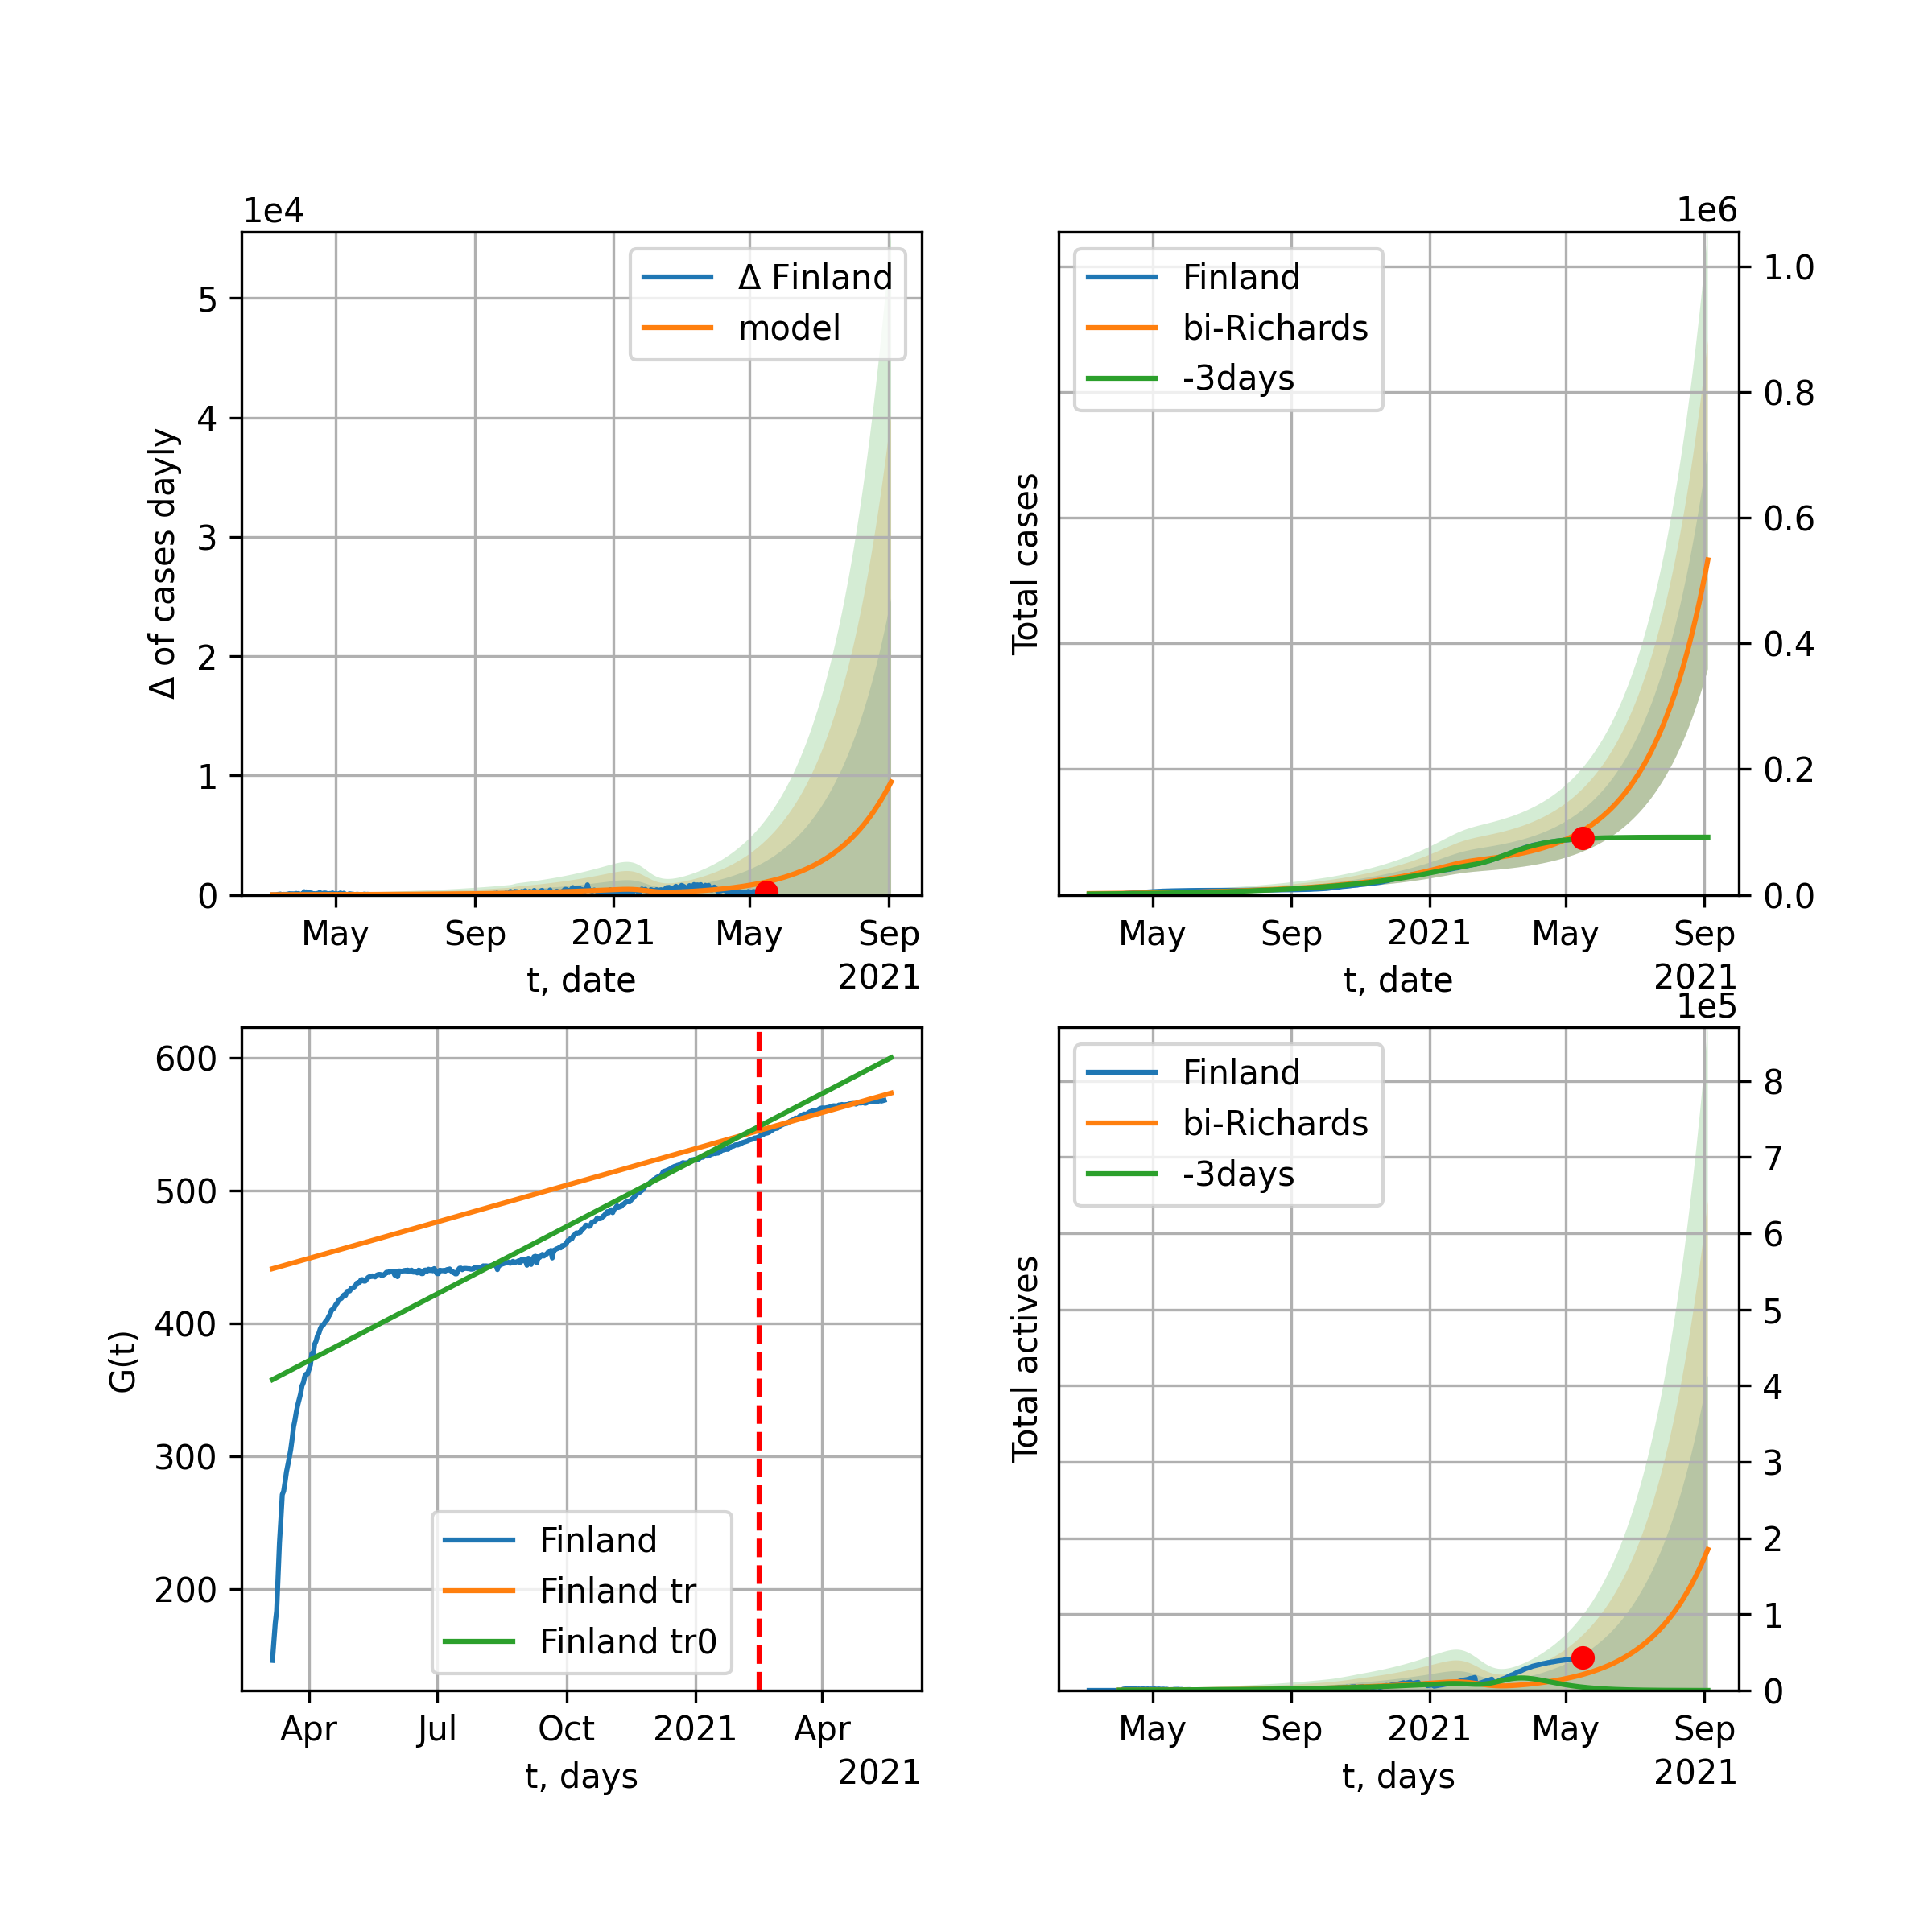 1e4
Δ Finland
model
5
4
3
2
1
0
Δ of cases dayly
May
Sep
2021
May
Sep
t, date
2021
1e6
Finland
bi-Richards
-3days
1.0
0.8
0.6
0.4
0.2
0.0
Total cases
May
Sep
2021
May
Sep
t, date
2021
600
500
400
300
200
G(t)
Finland
Finland tr
Finland tr0
Apr
Jul
Oct
2021
Apr
t, days
2021
1e5
Finland
bi-Richards
-3days
8
7
6
5
4
3
2
1
0
Total actives
May
Sep
2021
May
Sep
t, days
2021